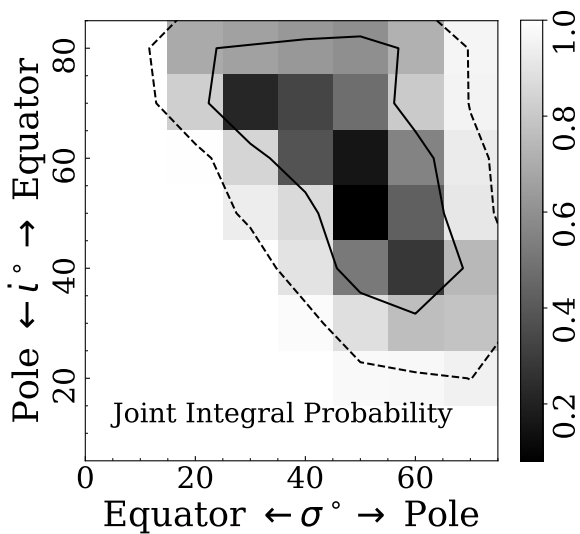 Pole ← i° → Equator
80
60
40
20
Joint Integral Probability
0 20 40 60
Equator ← σ° → Pole
1.0
0.8
0.6
0.4
0.2